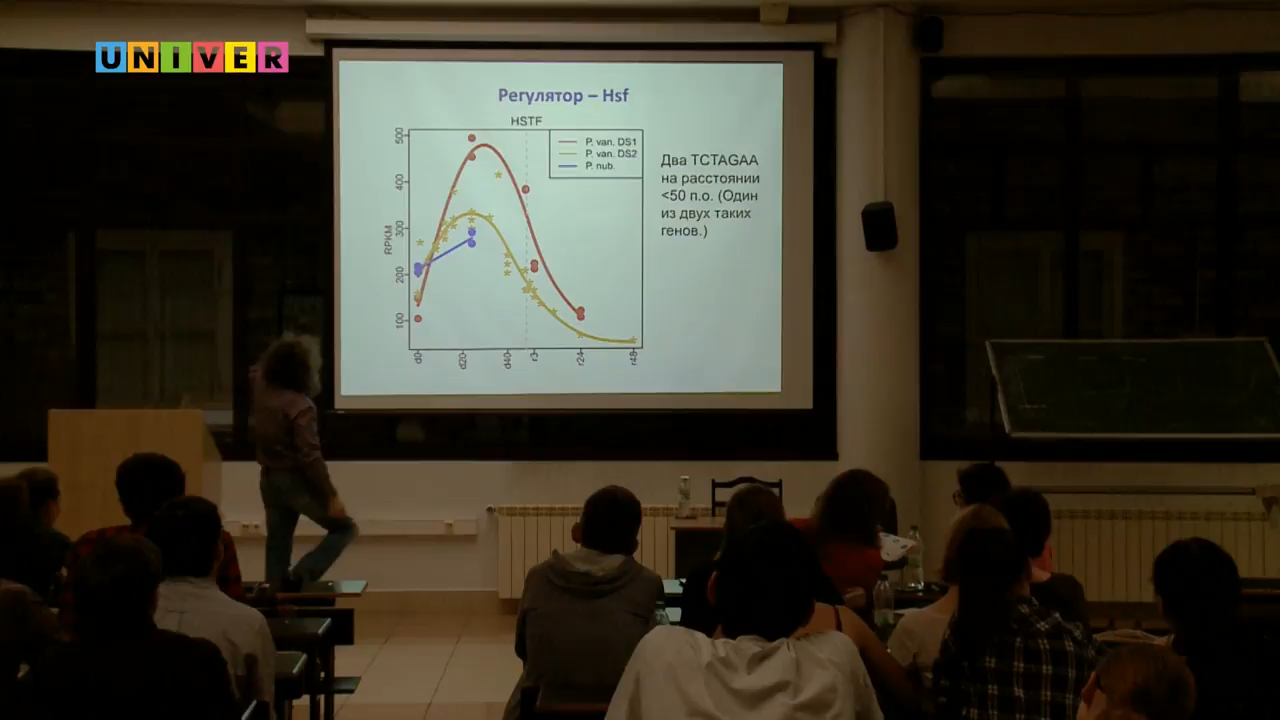 UNIVER
Регулятор – Hsf
HSTF
P. van. DS1
P. van. DS2
P. nub.
RPKM
500
400
300
200
100
d0
d20
d40
r3
r24
r48
Два TCTAGAA
на расстоянии
<50 п.о. (Один
из двух таких
генов.)